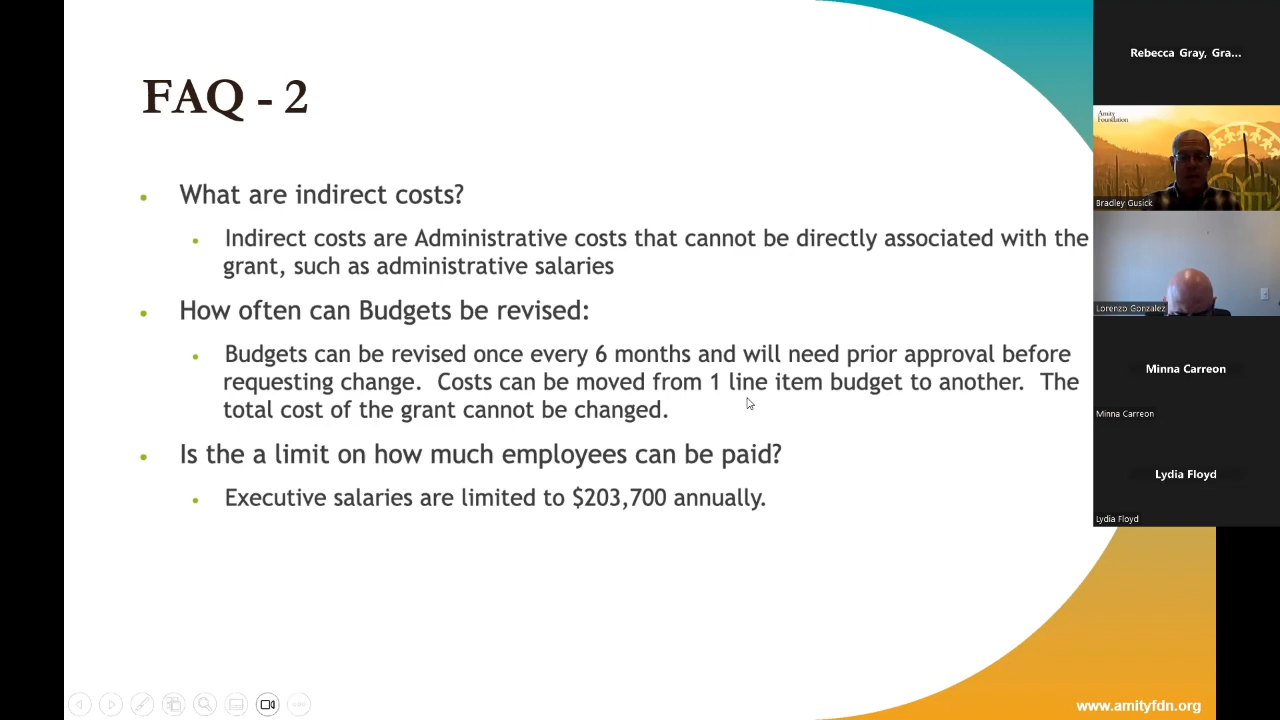 FAQ - 2
What are indirect costs?
Indirect costs are Administrative costs that cannot be directly associated with the
grant, such as administrative salaries
How often can Budgets be revised:
Budgets can be revised once every 6 months and will need prior approval before
requesting change. Costs can be moved from 1 line item budget to another. The
total cost of the grant cannot be changed.
Is the a limit on how much employees can be paid?
Executive salaries are limited to $203,700 annually.
www.amityfdn.org
Rebecca Gray, Gra...
Amity
Foundation
Bradley Gusick
Lorenzo Gonzalez
Minna Carreon
Minna Carreon
Lydia Floyd
Lydia Floyd